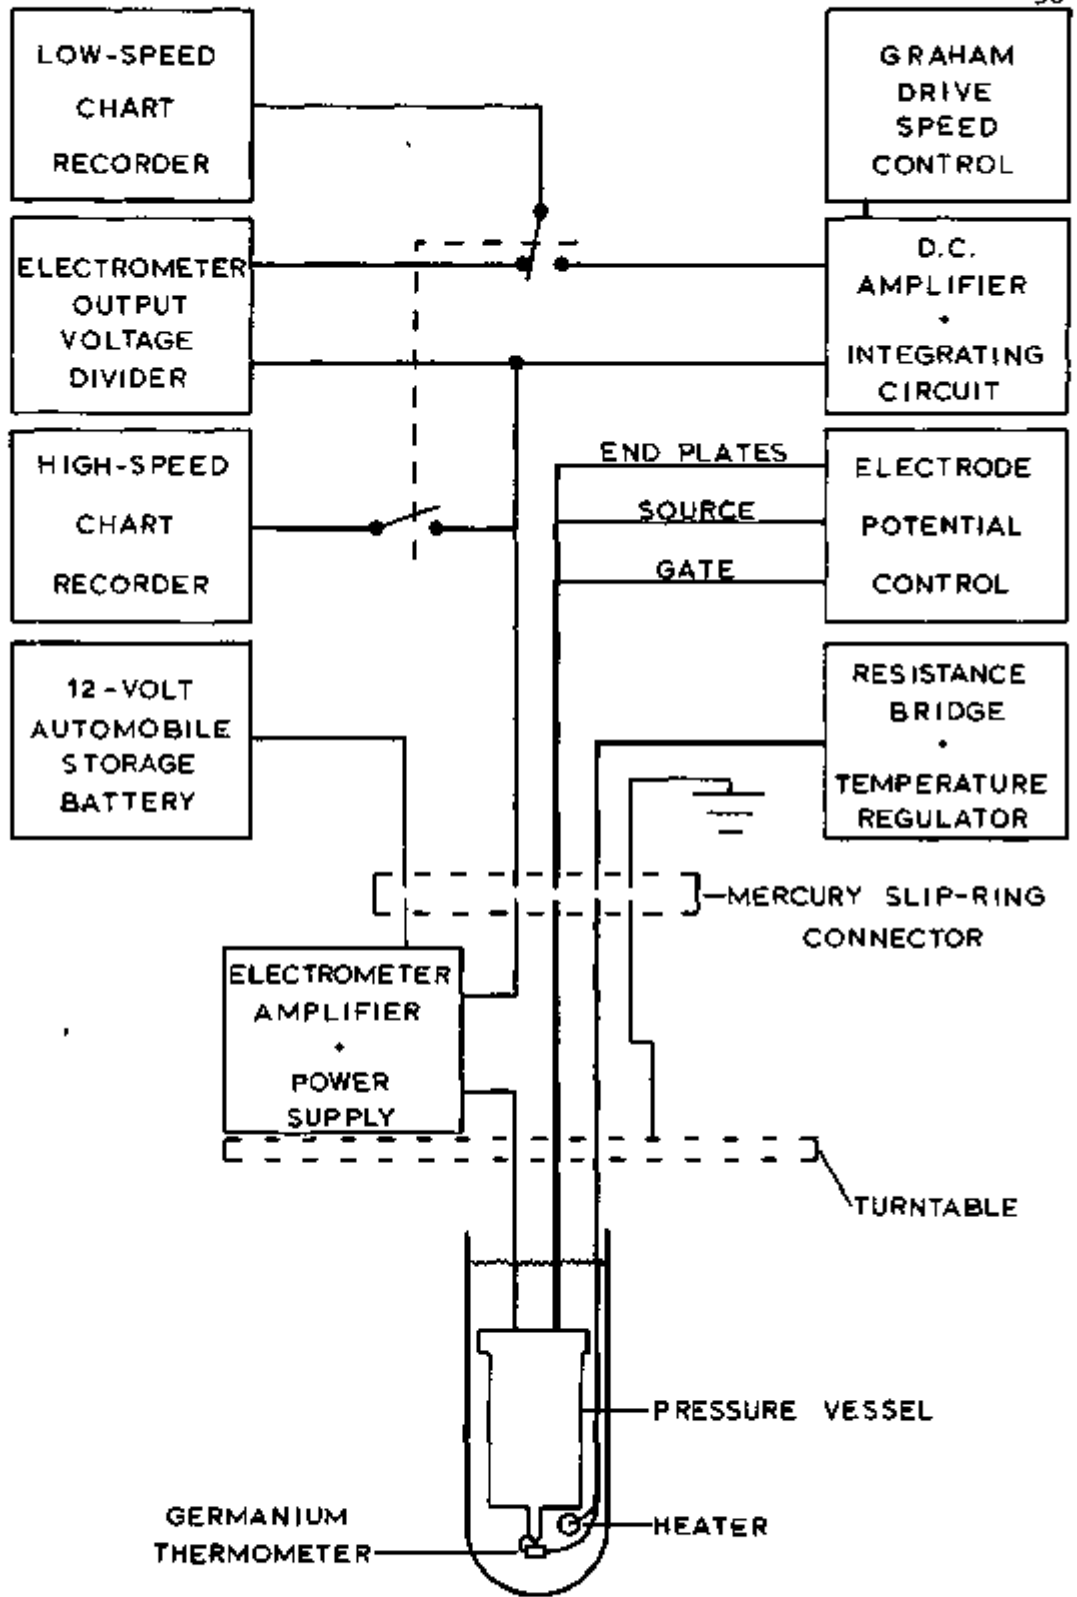 LOW-SPEED
CHART
RECORDER
GRAHAM
DRIVE
SPEED
CONTROL
ELECTROMETER
OUTPUT
VOLTAGE
DIVIDER
D.C.
AMPLIFIER
•
INTEGRATING
CIRCUIT
HIGH-SPEED
CHART
RECORDER
END PLATES
SOURCE
GATE
ELECTRODE
POTENTIAL
CONTROL
12-VOLT
AUTOMOBILE
STORAGE
BATTERY
RESISTANCE
BRIDGE
•
TEMPERATURE
REGULATOR
MERCURY SLIP-RING
CONNECTOR
ELECTROMETER
AMPLIFIER
•
POWER
SUPPLY
TURNTABLE
PRESSURE VESSEL
GERMANIUM
THERMOMETER
HEATER